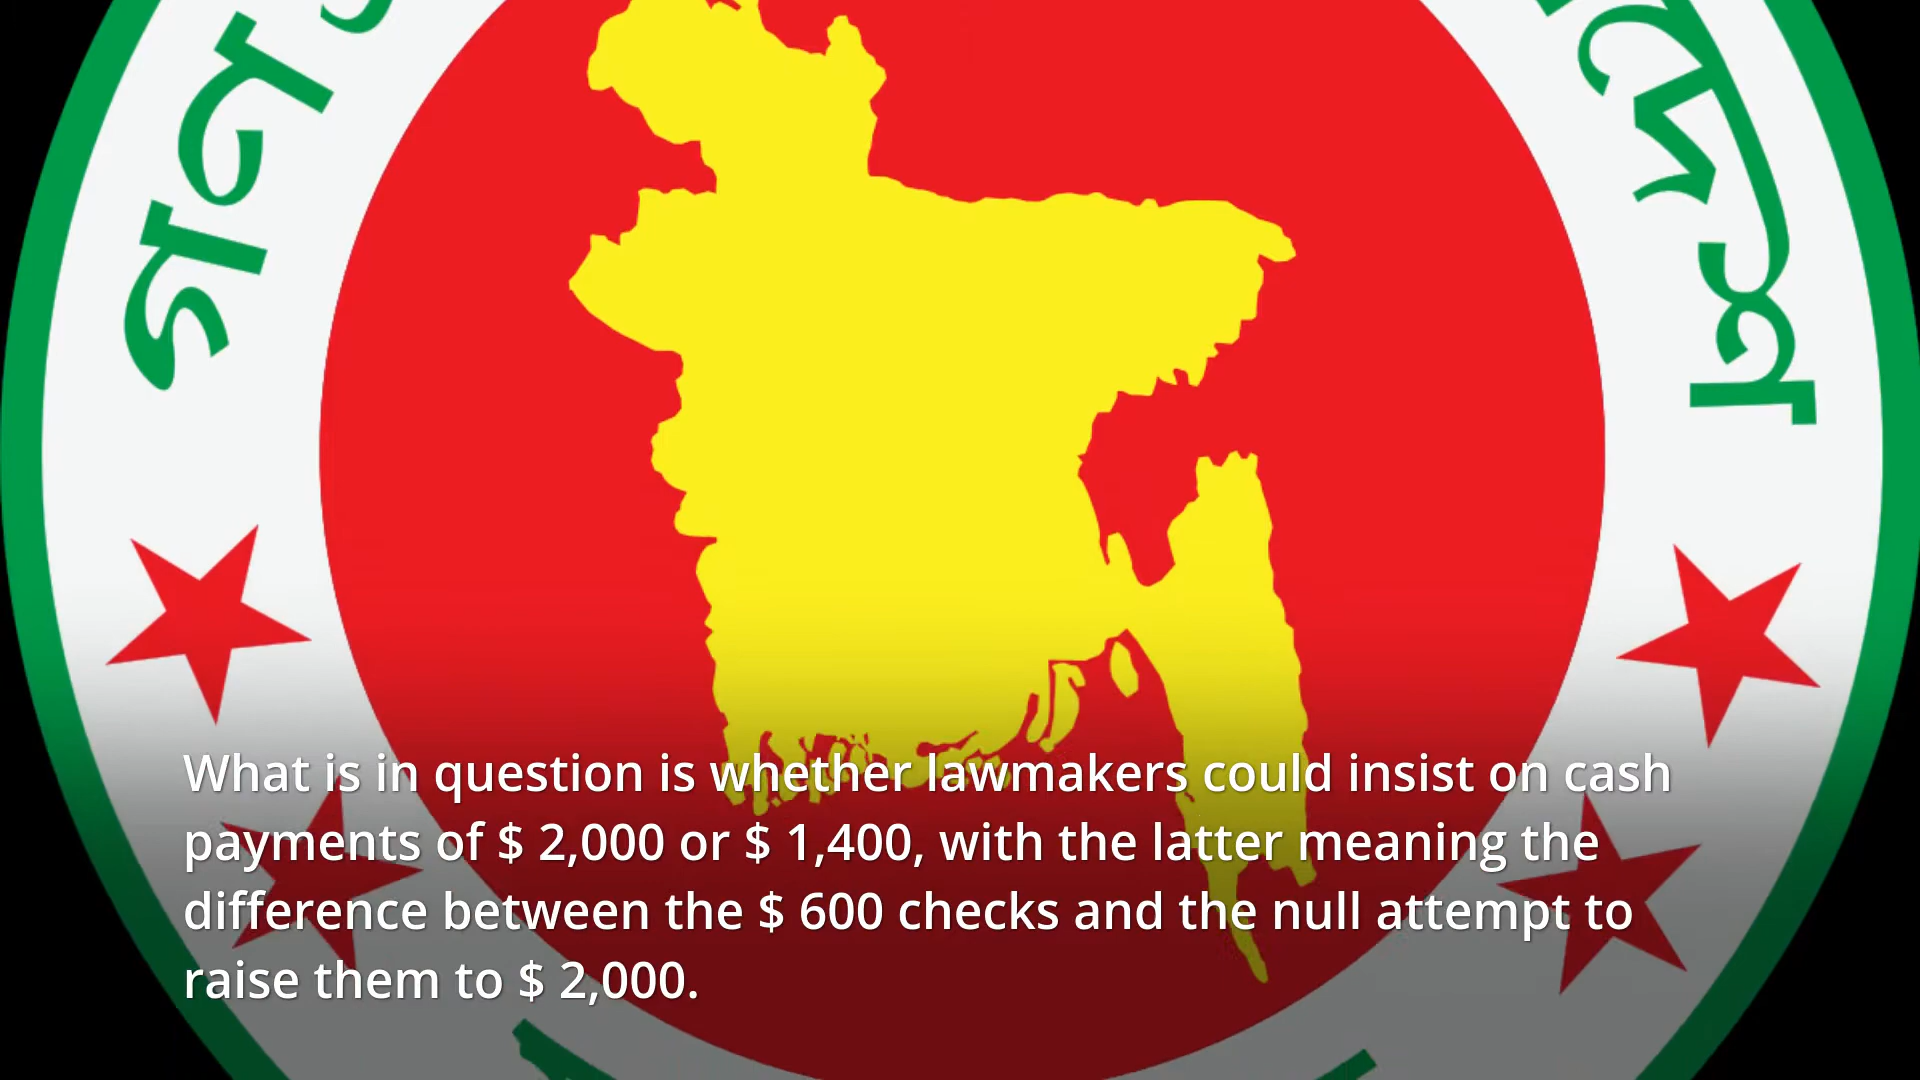 What is in question is whether lawmakers could insist on cash
payments of $ 2,000 or $ 1,400, with the latter meaning the
difference between the $ 600 checks and the null attempt to
raise them to $ 2,000.